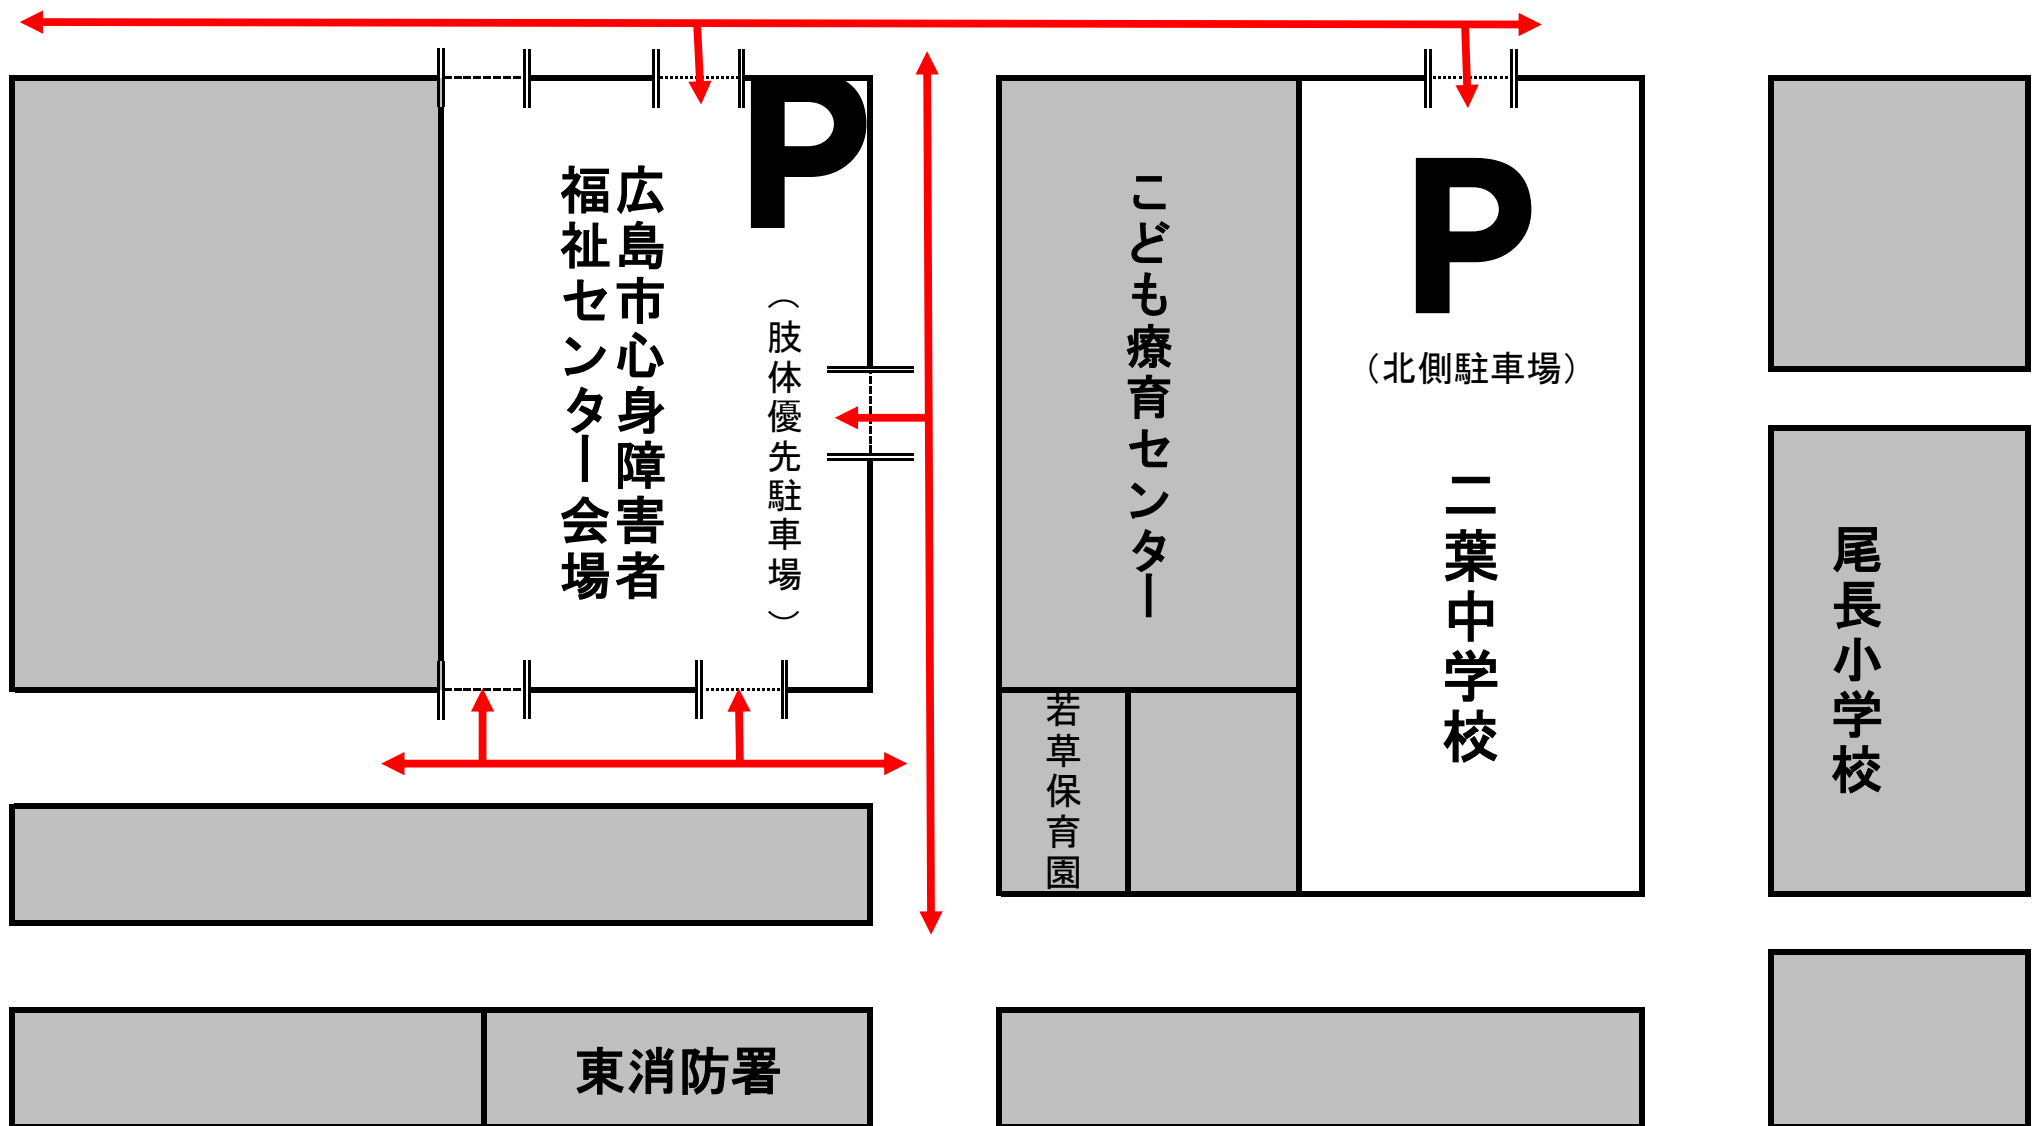 P
広島市心身障害者
福祉センター会場
（肢体優先駐車場）
こども療育センター
若草保育園
P
（北側駐車場）
二葉中学校
尾長小学校
東消防署